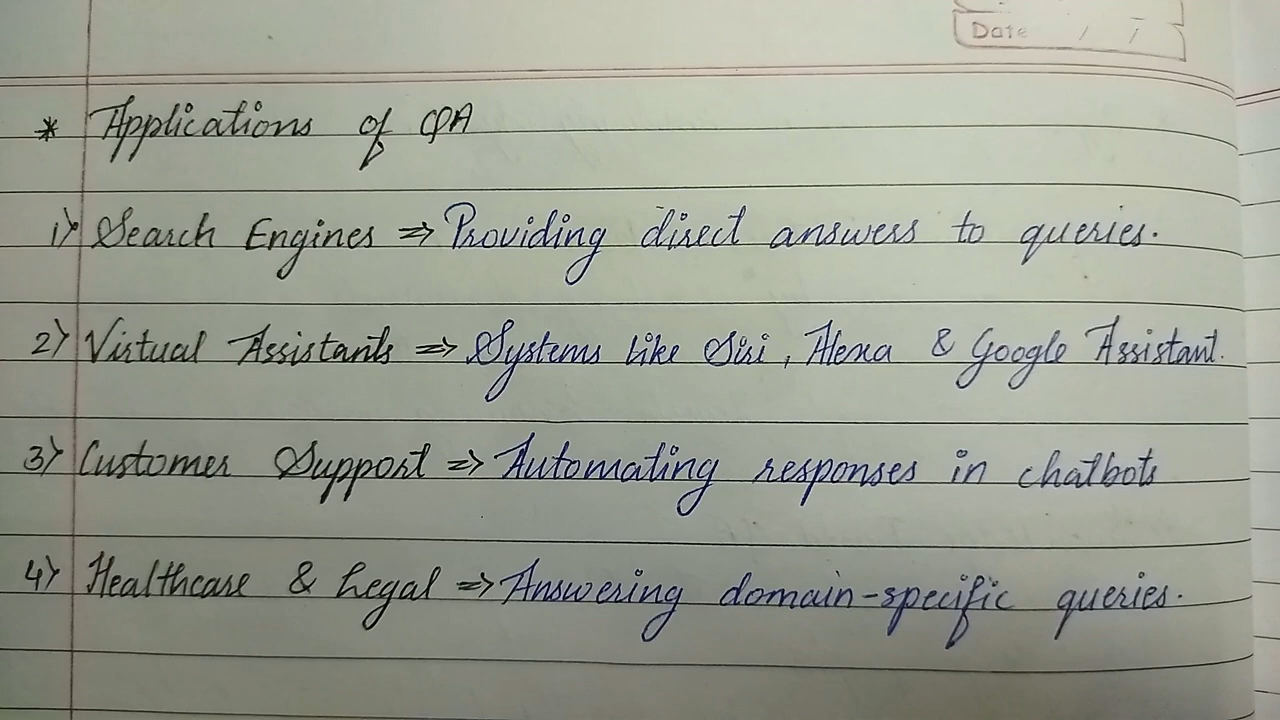 Date / /
* Applications of QA
1) Search Engines => Providing direct answers to queries.
2) Virtual Assistants => Systems like Siri, Alexa & Google Assistant.
3) Customer Support => Automating responses in chatbots
4) Healthcare & Legal => Answering domain-specific queries.